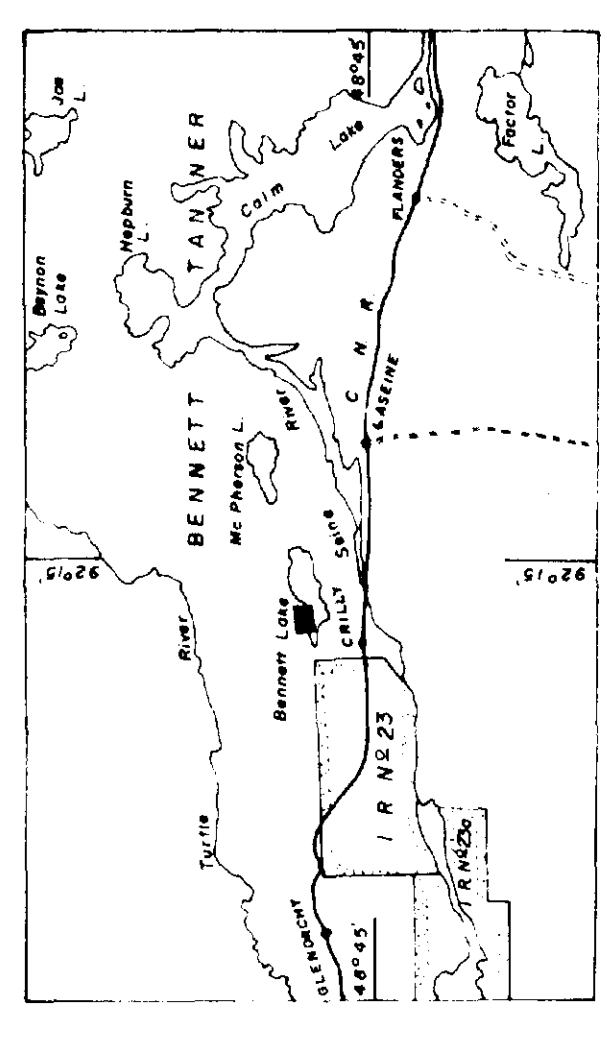 Beynon
Lake
Joe
L.
Hepburn
L.
92°15'
River
Turtle
BENNETT
TANNER
Mc Pherson L.
Calm
Lake
48°45'
River
Seine
Bennett Lake
CRILLY
C N R
LASEINE
FLANDERS
Factor
L.
GLENORCHY
48°45'
I R Nº 23
I R Nº 23a
92°15'